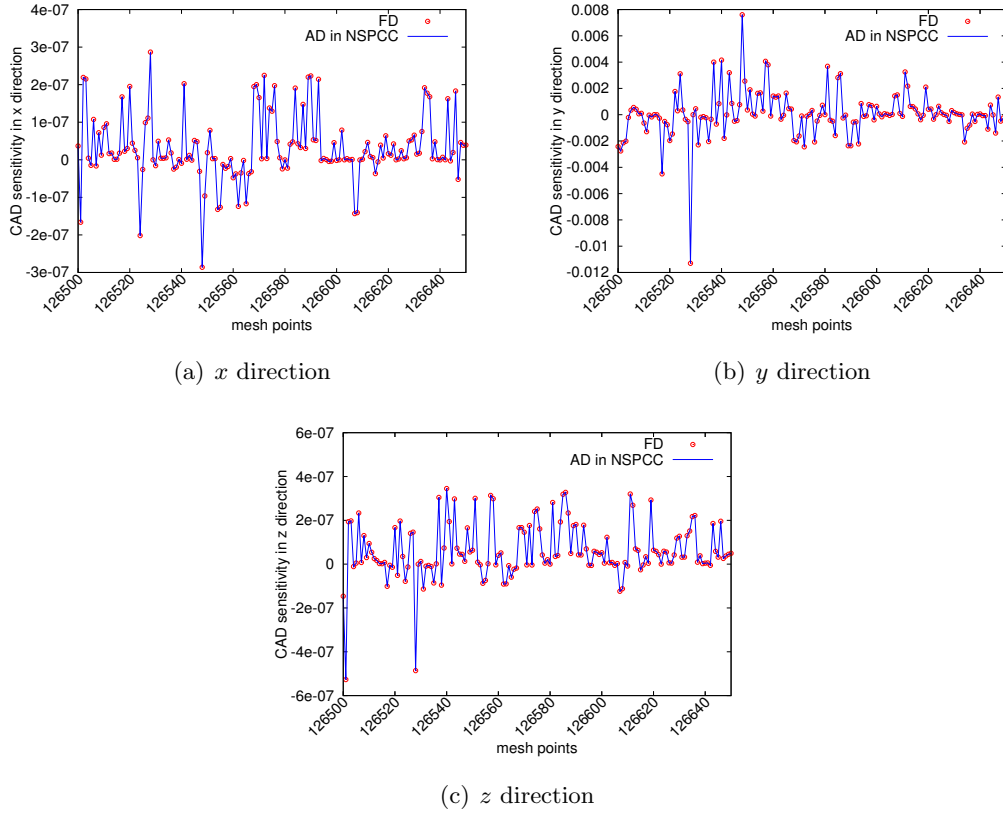 4e-07
3e-07
2e-07
1e-07
0
-1e-07
-2e-07
-3e-07
CAD sensitivity in x direction
FD
AD in NSPCC
126500
126520
126540
126560
126580
126600
126620
126640
mesh points
(a) x direction
0.008
0.006
0.004
0.002
0
-0.002
-0.004
-0.006
-0.008
-0.01
-0.012
CAD sensitivity in y direction
FD
AD in NSPCC
126500
126520
126540
126560
126580
126600
126620
126640
mesh points
(b) y direction
6e-07
4e-07
2e-07
0
-2e-07
-4e-07
-6e-07
CAD sensitivity in z direction
FD
AD in NSPCC
126500
126520
126540
126560
126580
126600
126620
126640
mesh points
(c) z direction